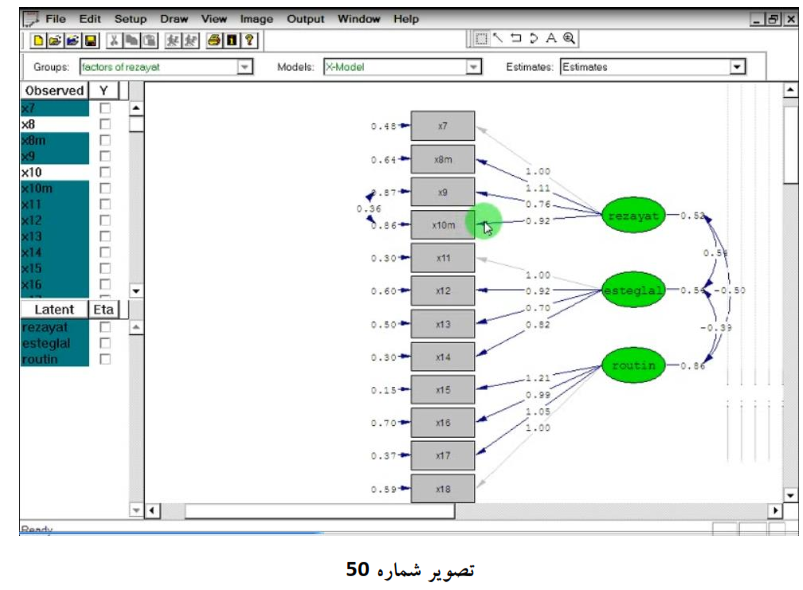 File Edit Setup Draw View Image Output Window Help
Groups: factors of rezayat Models: X-Model Estimates: Estimates
Observed Y
x7
x8
x8m
x9
x10
x10m
x11
x12
x13
x14
x15
x16
Latent Eta
rezayat
esteglal
routin
0.48 x7
0.64 x8m
1.00
1.11
0.87 x9
0.76
0.36
0.86 x10m
0.92
rezayat 0.52
0.30 x11
1.00
0.60 x12
0.92
esteglal
-0.50
0.70
0.50 x13
0.82
-0.39
0.30 x14
routin 0.86
1.21
0.15 x15
0.99
1.05
0.70 x16
1.00
0.37 x17
0.59 x18
Ready
تصویر شماره 50